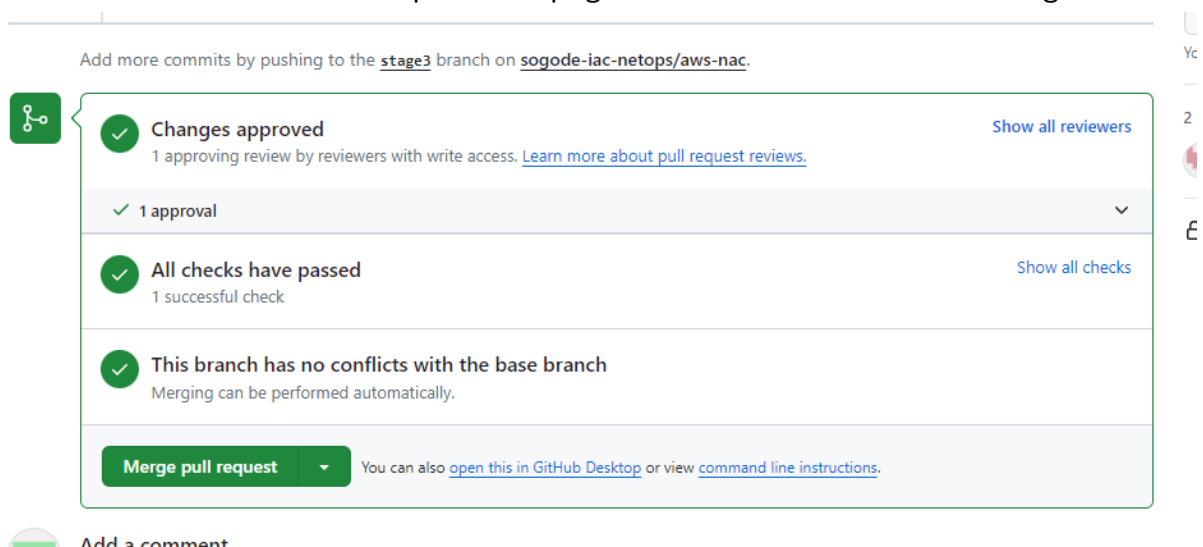 Add more commits by pushing to the stage3 branch on sogode-iac-netops/aws-nac.
Changes approved
Show all reviewers
1 approving review by reviewers with write access. Learn more about pull request reviews.
1 approval
All checks have passed
Show all checks
1 successful check
This branch has no conflicts with the base branch
Merging can be performed automatically.
Merge pull request
You can also open this in GitHub Desktop or view command line instructions.
Add a comment
2